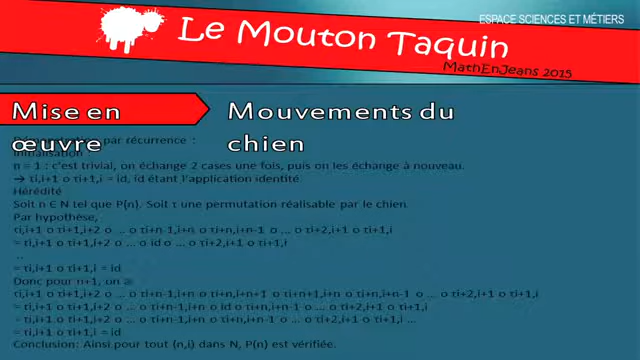 ESPACE SCIENCES ET MÉTIERS
Le Mouton Taquin
MathEnJeans 2015
Mise en œuvre
Mouvements du chien
Démonstration par récurrence :
Initialisation
n = 1 : c'est trivial, on échange 2 cases une fois, puis on les échange à nouveau.
→ τi,i+1 o τi+1,i = id, id étant l'application identité.
Hérédité
Soit n ∈ N tel que P(n). Soit τ une permutation réalisable par le chien.
Par hypothèse,
τi,i+1 o τi+1,i+2 o ... o τi+n-1,i+n o τi+n,i+n-1 o ... o τi+2,i+1 o τi+1,i
= τi,i+1 o τi+1,i+2 o ... o id o ... o τi+2,i+1 o τi+1,i
...
= τi,i+1 o τi+1,i = id
Donc pour n+1, on a:
τi,i+1 o τi+1,i+2 o ... o τi+n-1,i+n o τi+n,i+n+1 o τi+n+1,i+n o τi+n,i+n-1 o ... o τi+2,i+1 o τi+1,i
= τi,i+1 o τi+1,i+2 o ... o τi+n-1,i+n o id o τi+n,i+n-1 o ... o τi+2,i+1 o τi+1,i
= τi,i+1 o τi+1,i+2 o ... o τi+n-1,i+n o τi+n,i+n-1 o ... o τi+2,i+1 o τi+1,i ...
= τi,i+1 o τi+1,i = id
Conclusion: Ainsi pour tout (n,i) dans N, P(n) est vérifiée.